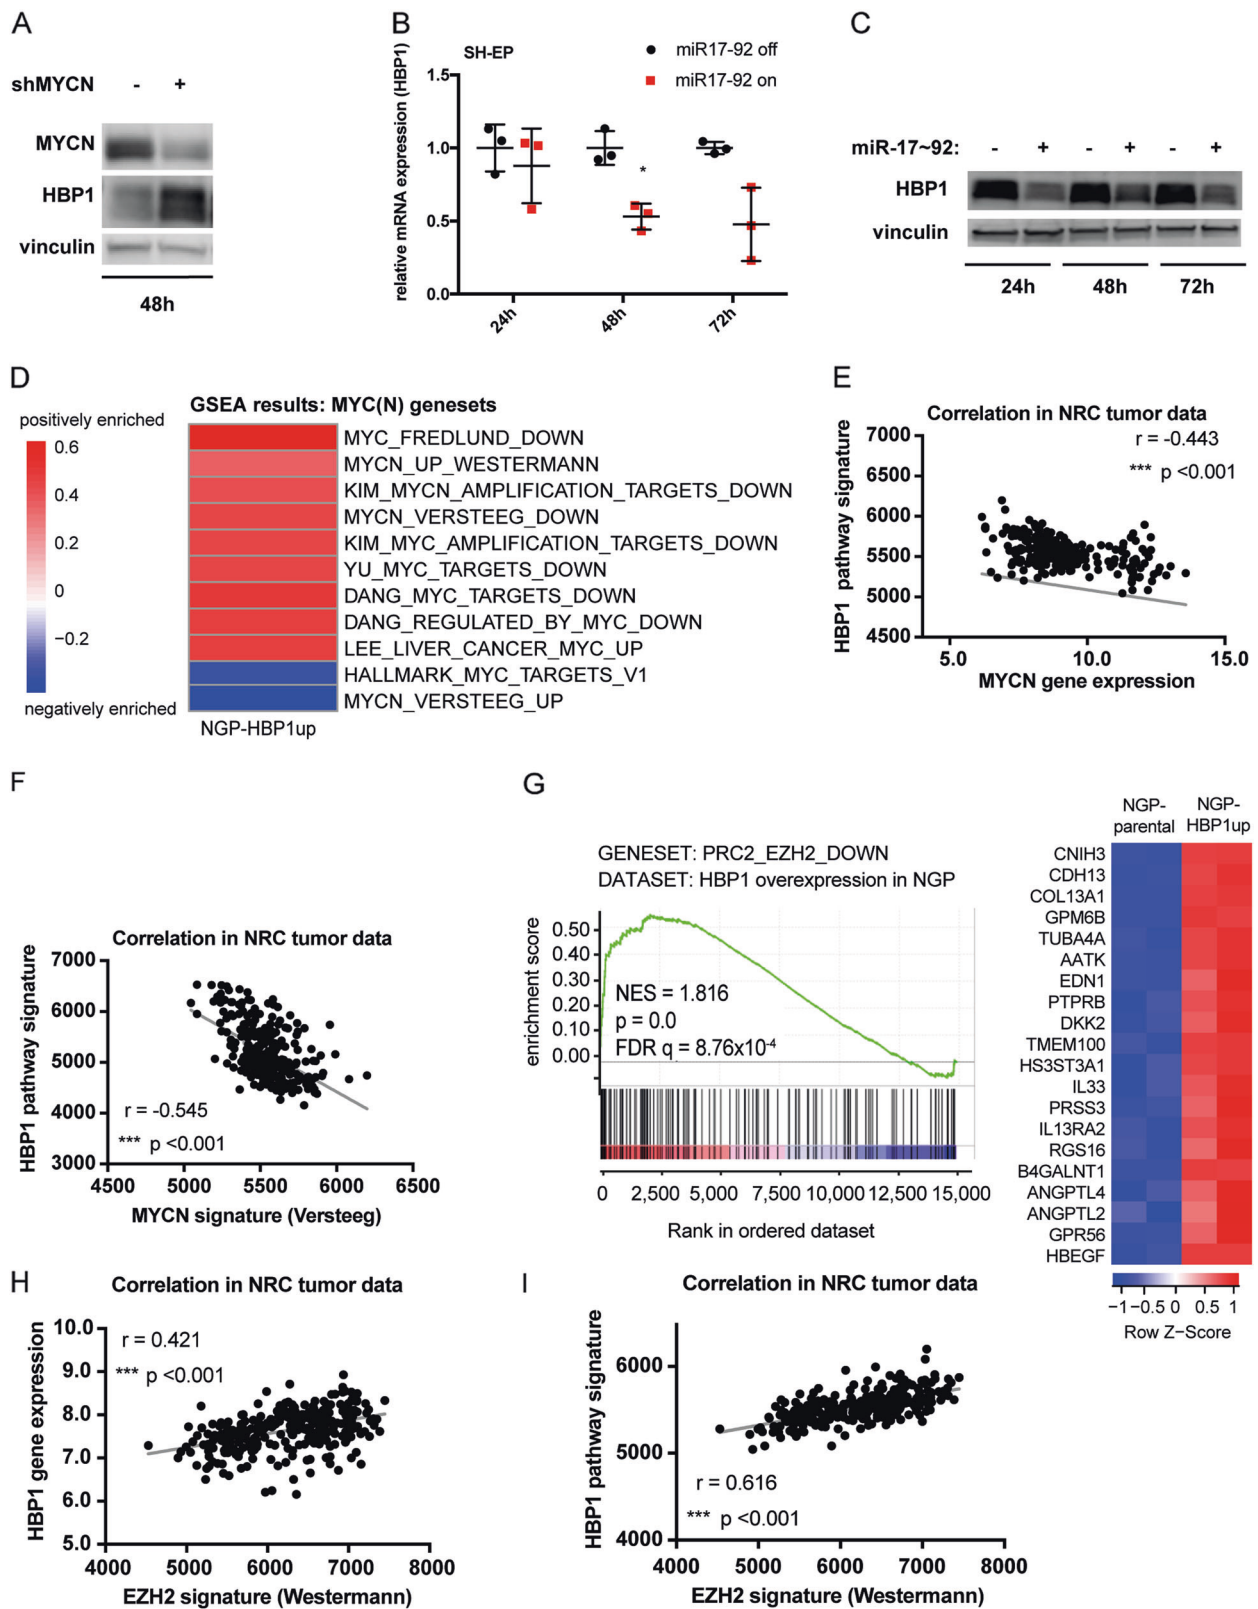 A
shMYCN - +
MYCN
HBP1
vinculin
48h
B
SH-EP
miR17-92 off
miR17-92 on
relative mRNA expression (HBP1)
1.5
1.0
0.5
0.0
*
24h 48h 72h
C
miR-17~92: - + - + - +
HBP1
vinculin
24h 48h 72h
D
positively enriched
0.6
0.4
0.2
0
−0.2
negatively enriched
GSEA results: MYC(N) genesets
MYC_FREDLUND_DOWN
MYCN_UP_WESTERMANN
KIM_MYCN_AMPLIFICATION_TARGETS_DOWN
MYCN_VERSTEEG_DOWN
KIM_MYC_AMPLIFICATION_TARGETS_DOWN
YU_MYC_TARGETS_DOWN
DANG_MYC_TARGETS_DOWN
DANG_REGULATED_BY_MYC_DOWN
LEE_LIVER_CANCER_MYC_UP
HALLMARK_MYC_TARGETS_V1
MYCN_VERSTEEG_UP
NGP-HBP1up
E
Correlation in NRC tumor data
r = -0.443
*** p <0.001
HBP1 pathway signature
7000
6500
6000
5500
5000
4500
5.0 10.0 15.0
MYCN gene expression
F
Correlation in NRC tumor data
HBP1 pathway signature
7000
6000
5000
4000
3000
r = -0.545
*** p <0.001
4500 5000 5500 6000 6500
MYCN signature (Versteeg)
G
GENESET: PRC2_EZH2_DOWN
DATASET: HBP1 overexpression in NGP
enrichment score
0.50
0.40
0.30
0.20
0.10
0.00
NES = 1.816
p = 0.0
FDR q = 8.76x10-4
0 2,500 5,000 7,500 10,000 12,500 15,000
Rank in ordered dataset
NGP-
parental
NGP-
HBP1up
CNIH3
CDH13
COL13A1
GPM6B
TUBA4A
AATK
EDN1
PTPRB
DKK2
TMEM100
HS3ST3A1
IL33
PRSS3
IL13RA2
RGS16
B4GALNT1
ANGPTL4
ANGPTL2
GPR56
HBEGF
−1 −0.5 0 0.5 1
Row Z−Score
H
Correlation in NRC tumor data
r = 0.421
*** p <0.001
HBP1 gene expression
10.0
9.0
8.0
7.0
6.0
5.0
4000 5000 6000 7000 8000
EZH2 signature (Westermann)
I
Correlation in NRC tumor data
HBP1 pathway signature
6000
5000
4000
r = 0.616
*** p <0.001
4000 5000 6000 7000 8000
EZH2 signature (Westermann)